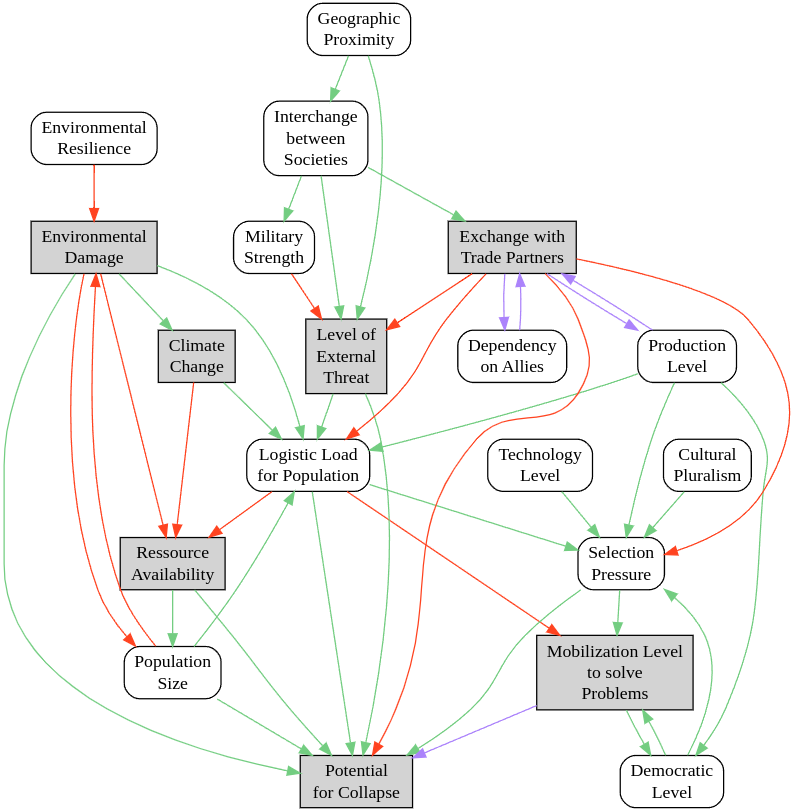 Geographic
Proximity
Interchange
between
Societies
Environmental
Resilience
Environmental
Damage
Military
Strength
Exchange with
Trade Partners
Climate
Change
Level of
External
Threat
Dependency
on Allies
Production
Level
Logistic Load
for Population
Technology
Level
Cultural
Pluralism
Ressource
Availability
Selection
Pressure
Population
Size
Mobilization Level
to solve
Problems
Potential
for Collapse
Democratic
Level